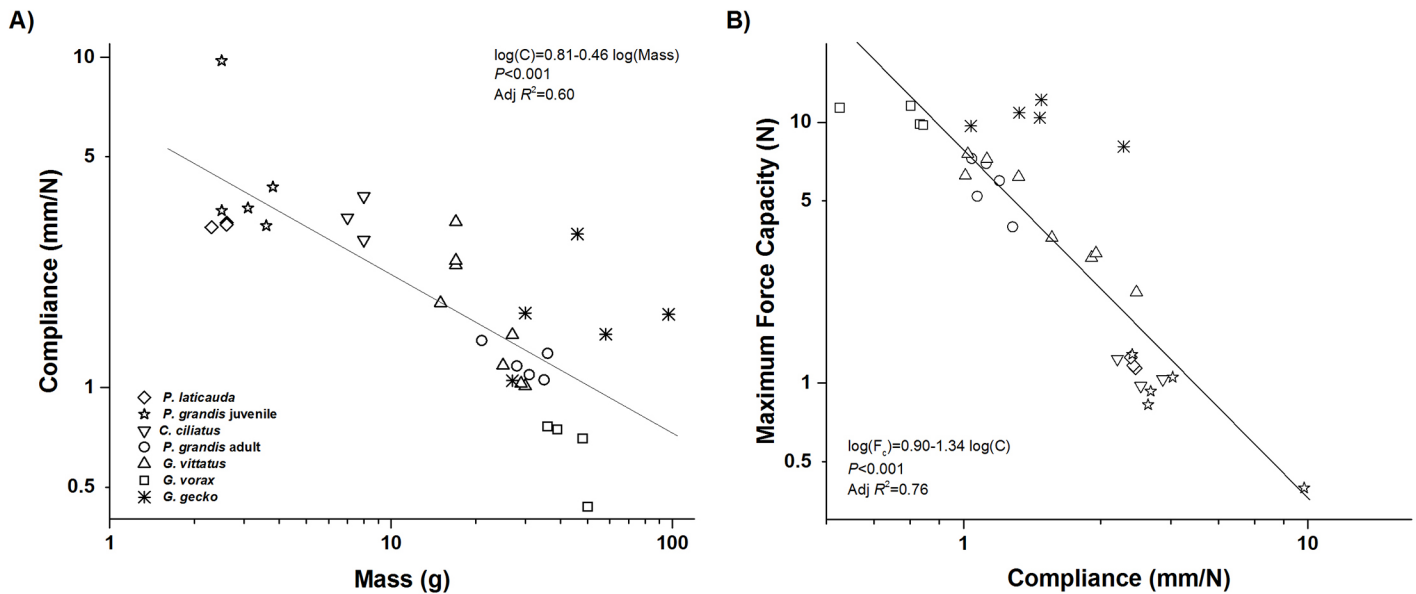 A)
10
5
1
0.5
Compliance (mm/N)
log(C)=0.81-0.46 log(Mass)
P<0.001
Adj R²=0.60
P. laticauda
P. grandis juvenile
C. ciliatus
P. grandis adult
G. vittatus
G. vorax
G. gecko
1
10
100
Mass (g)
B)
10
5
1
0.5
Maximum Force Capacity (N)
log(Fc)=0.90-1.34 log(C)
P<0.001
Adj R²=0.76
1
10
Compliance (mm/N)